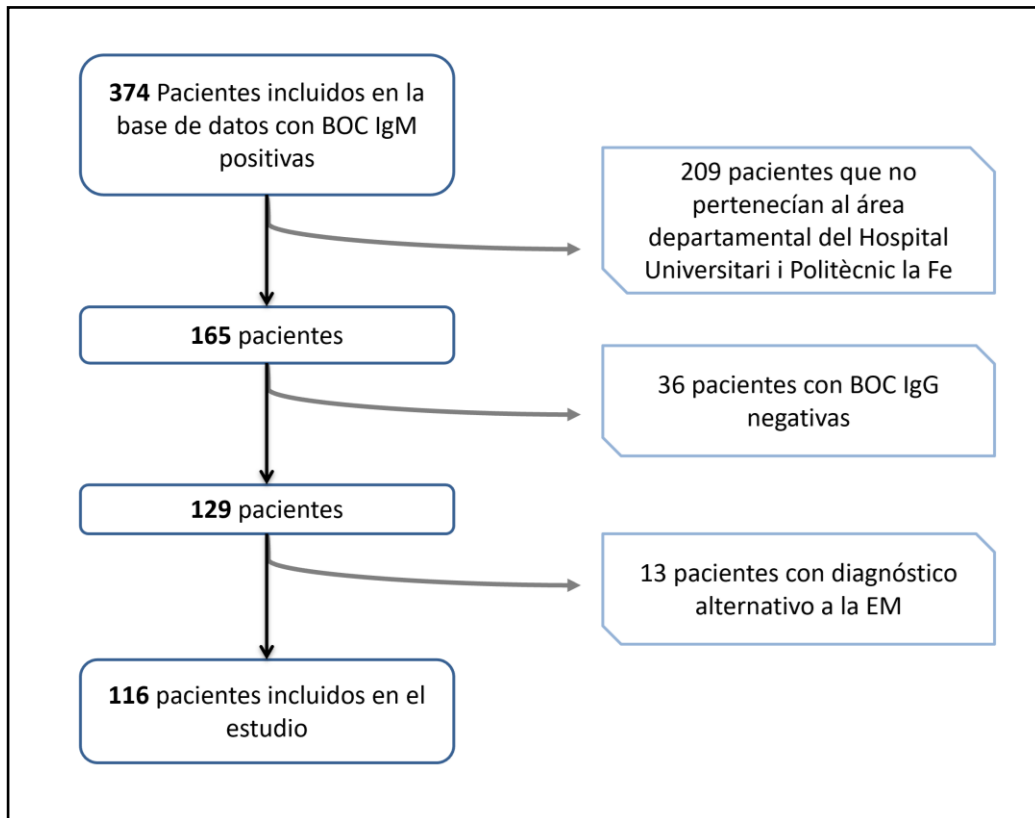 374 Pacientes incluidos en la
base de datos con BOC IgM
positivas
209 pacientes que no
pertenecían al área
departamental del Hospital
Universitari i Politècnic la Fe
165 pacientes
36 pacientes con BOC IgG
negativas
129 pacientes
13 pacientes con diagnóstico
alternativo a la EM
116 pacientes incluidos en el
estudio